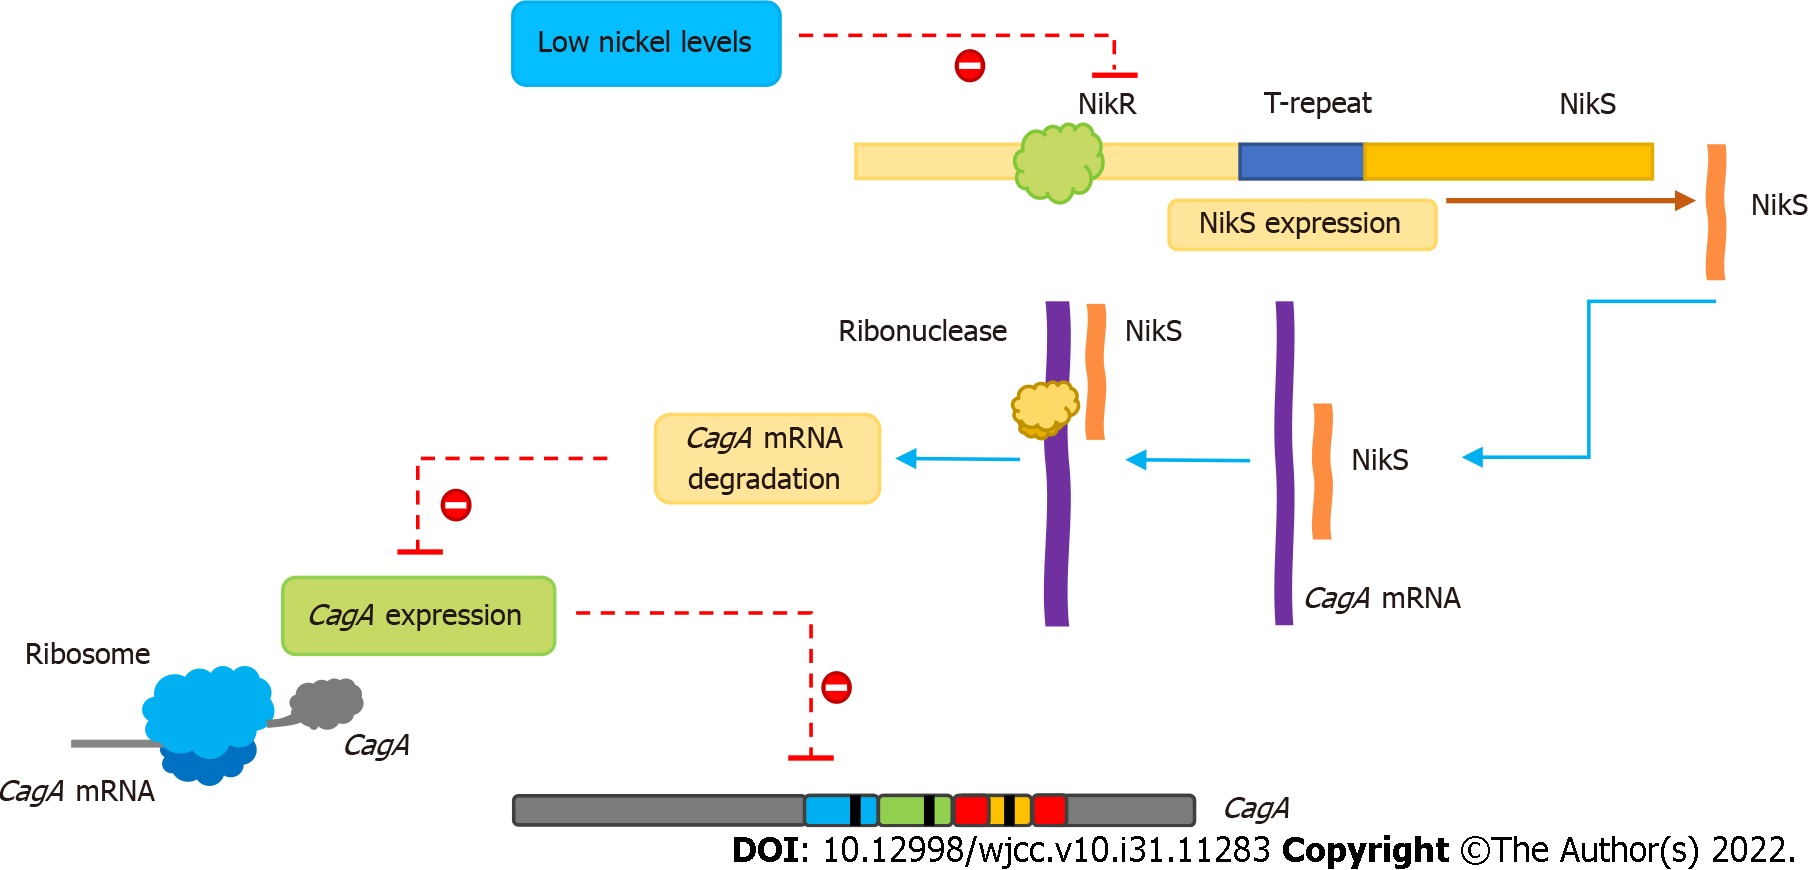 Low nickel levels
NikR
T-repeat
NikS
NikS expression
NikS
Ribonuclease
NikS
CagA mRNA
degradation
NikS
CagA mRNA
CagA expression
Ribosome
CagA
CagA mRNA
CagA
DOI: 10.12998/wjcc.v10.i31.11283 Copyright ©The Author(s) 2022.